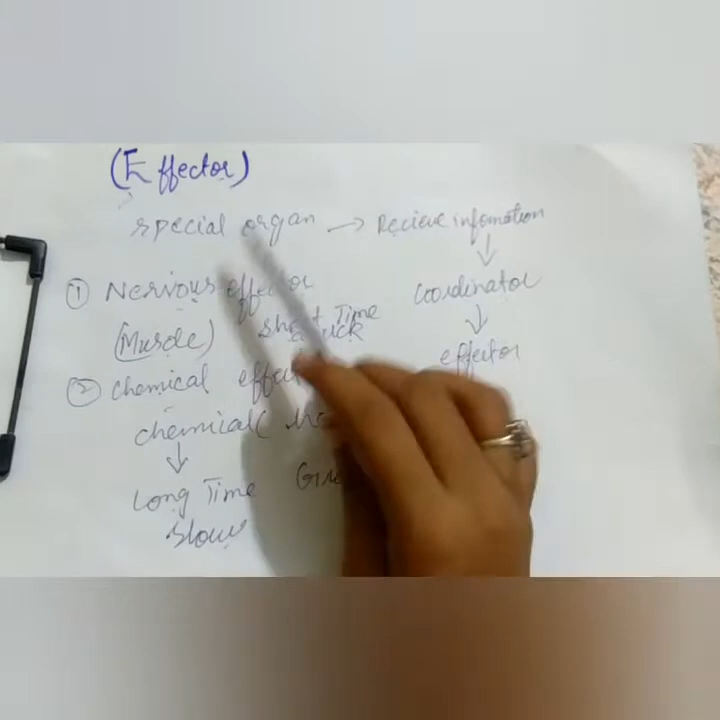 (Effector)
special organ → Recieve infomation
↓
① Nervous effector
coordinator
(Muscle) short Time
↓
quick
effector
② chemical
chemical
↓
Long Time
slow